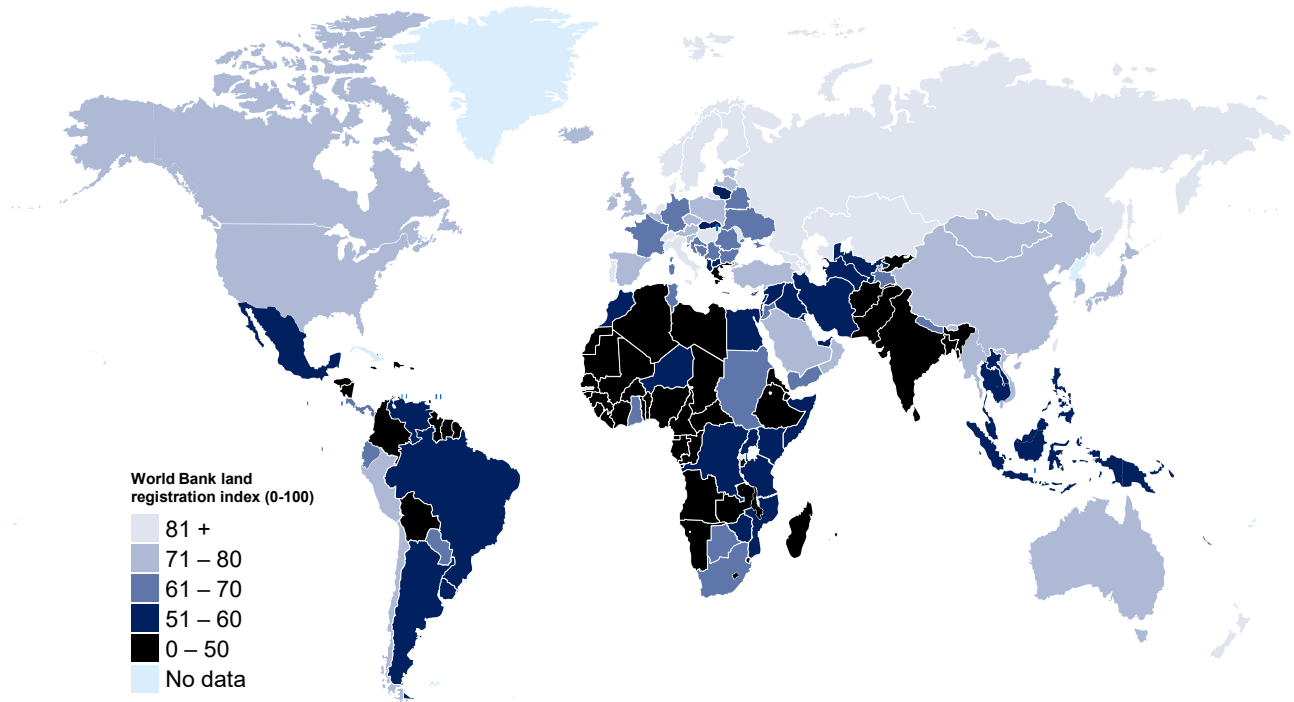 World Bank land
registration index (0-100)
81 +
71 – 80
61 – 70
51 – 60
0 – 50
No data